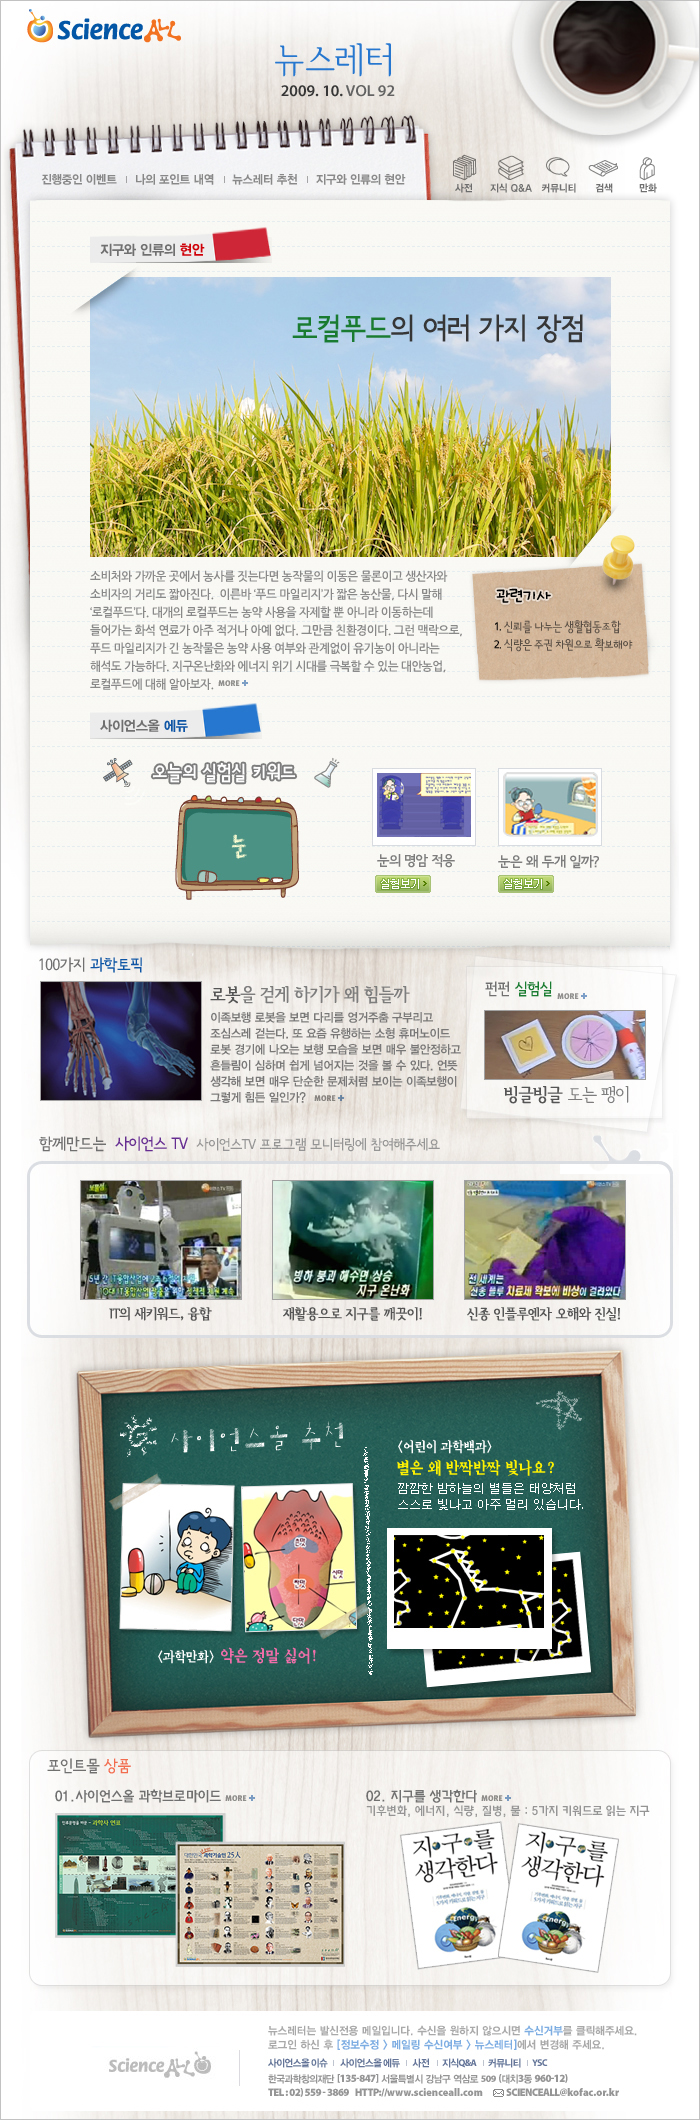 Science ALL
뉴스레터
2009. 10. VOL 92
진행중인 이벤트 | 나의 포인트 내역 | 뉴스레터 추천 | 지구와 인류의 현안
사전 지식 Q&A 커뮤니티 검색 만화
지구와 인류의 현안
로컬푸드의 여러 가지 장점
소비처와 가까운 곳에서 농사를 짓는다면 농작물의 이동은 물론이고 생산자와
소비자의 거리도 짧아진다. 이른바 '푸드 마일리지'가 짧은 농산물, 다시 말해
'로컬푸드'다. 대개의 로컬푸드는 농약 사용을 자제할 뿐 아니라 이동하는데
들어가는 화석 연료가 아주 적거나 아예 없다. 그만큼 친환경이다. 그런 맥락으로,
푸드 마일리지가 긴 농작물은 농약 사용 여부와 관계없이 유기농이 아니라는
해석도 가능하다. 지구온난화와 에너지 위기 시대를 극복할 수 있는 대안농업,
로컬푸드에 대해 알아보자. MORE +
관련기사
1. 신뢰를 나누는 생활협동조합
2. 식량은 주권 차원으로 확보해야
사이언스올 에듀
오늘의 실험실 키워드
눈
눈의 명암 적응
실험보기 >
눈은 왜 두개 일까?
실험보기 >
100가지 과학토픽
로봇을 걷게 하기가 왜 힘들까
이족보행 로봇을 보면 다리를 엉거주춤 구부리고
조심스레 걷는다. 또 요즘 유행하는 소형 휴머노이드
로봇 경기에 나오는 보행 모습을 보면 매우 불안정하고
흔들림이 심하며 쉽게 넘어지는 것을 볼 수 있다. 언뜻
생각해 보면 매우 단순한 문제처럼 보이는 이족보행이
그렇게 힘든 일인가? MORE +
펀펀 실험실 MORE +
빙글빙글 도는 팽이
함께만드는 사이언스 TV 사이언스TV 프로그램 모니터링에 참여해주세요
IT의 새키워드, 융합
빙하 붕괴 해수면 상승
지구 온난화
재활용으로 지구를 깨끗이!
전 세계는
신종 플루 치료제 확보에 비상이 걸려있다
신종 인플루엔자 오해와 진실!
사이언스올 추천
<과학만화> 약은 정말 싫어!
<어린이 과학백과>
별은 왜 반짝반짝 빛나요?
깜깜한 밤하늘의 별들은 태양처럼
스스로 빛나고 아주 멀리 있습니다.
쓴맛
짠맛
신맛
단맛
포인트몰 상품
01. 사이언스올 과학브로마이드 MORE +
과학사 연표
과학기술인 25人
02. 지구를 생각한다 MORE +
기후변화, 에너지, 식량, 질병, 물 : 5가지 키워드로 읽는 지구
지구를
생각한다
Energy
지구를
생각한다
Energy
뉴스레터는 발신전용 메일입니다. 수신을 원하지 않으시면 수신거부를 클릭해주세요.
로그인 하신 후 [정보수정 > 메일링 수신여부 > 뉴스레터]에서 변경해 주세요.
Science ALL
사이언스올 이슈 | 사이언스올 에듀 | 사전 | 지식Q&A | 커뮤니티 | YSC
한국과학창의재단 [135-847] 서울특별시 강남구 역삼로 509 (대치3동 960-12)
TEL : 02) 559 - 3869 HTTP://www.scienceall.com SCIENCEALL@kofac.or.kr